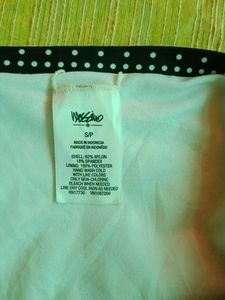 Mossimo
S/P
MADE IN INDONESIA
FABRIQUÉ EN INDONÉSIE
SHELL: 82% NYLON
18% SPANDEX
LINING: 100% POLYESTER
HAND WASH COLD
WITH LIKE COLORS
ONLY NON-CHLORINE
BLEACH WHEN NEEDED
LINE DRY COOL IRON AS NEEDED